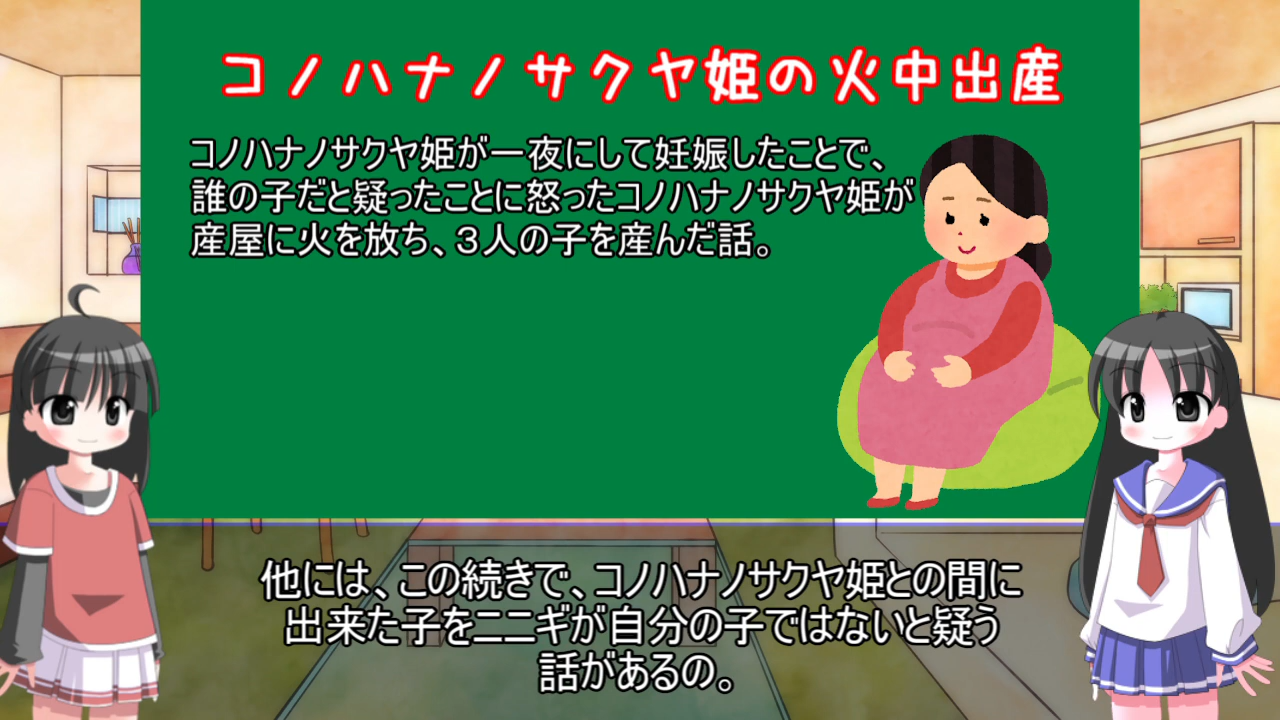 コノハナノサクヤ姫の火中出産
コノハナノサクヤ姫が一夜にして妊娠したことで、
誰の子だと疑ったことに怒ったコノハナノサクヤ姫が
産屋に火を放ち、３人の子を産んだ話。
他には、この続きで、コノハナノサクヤ姫との間に
出来た子をニニギが自分の子ではないと疑う
話があるの。